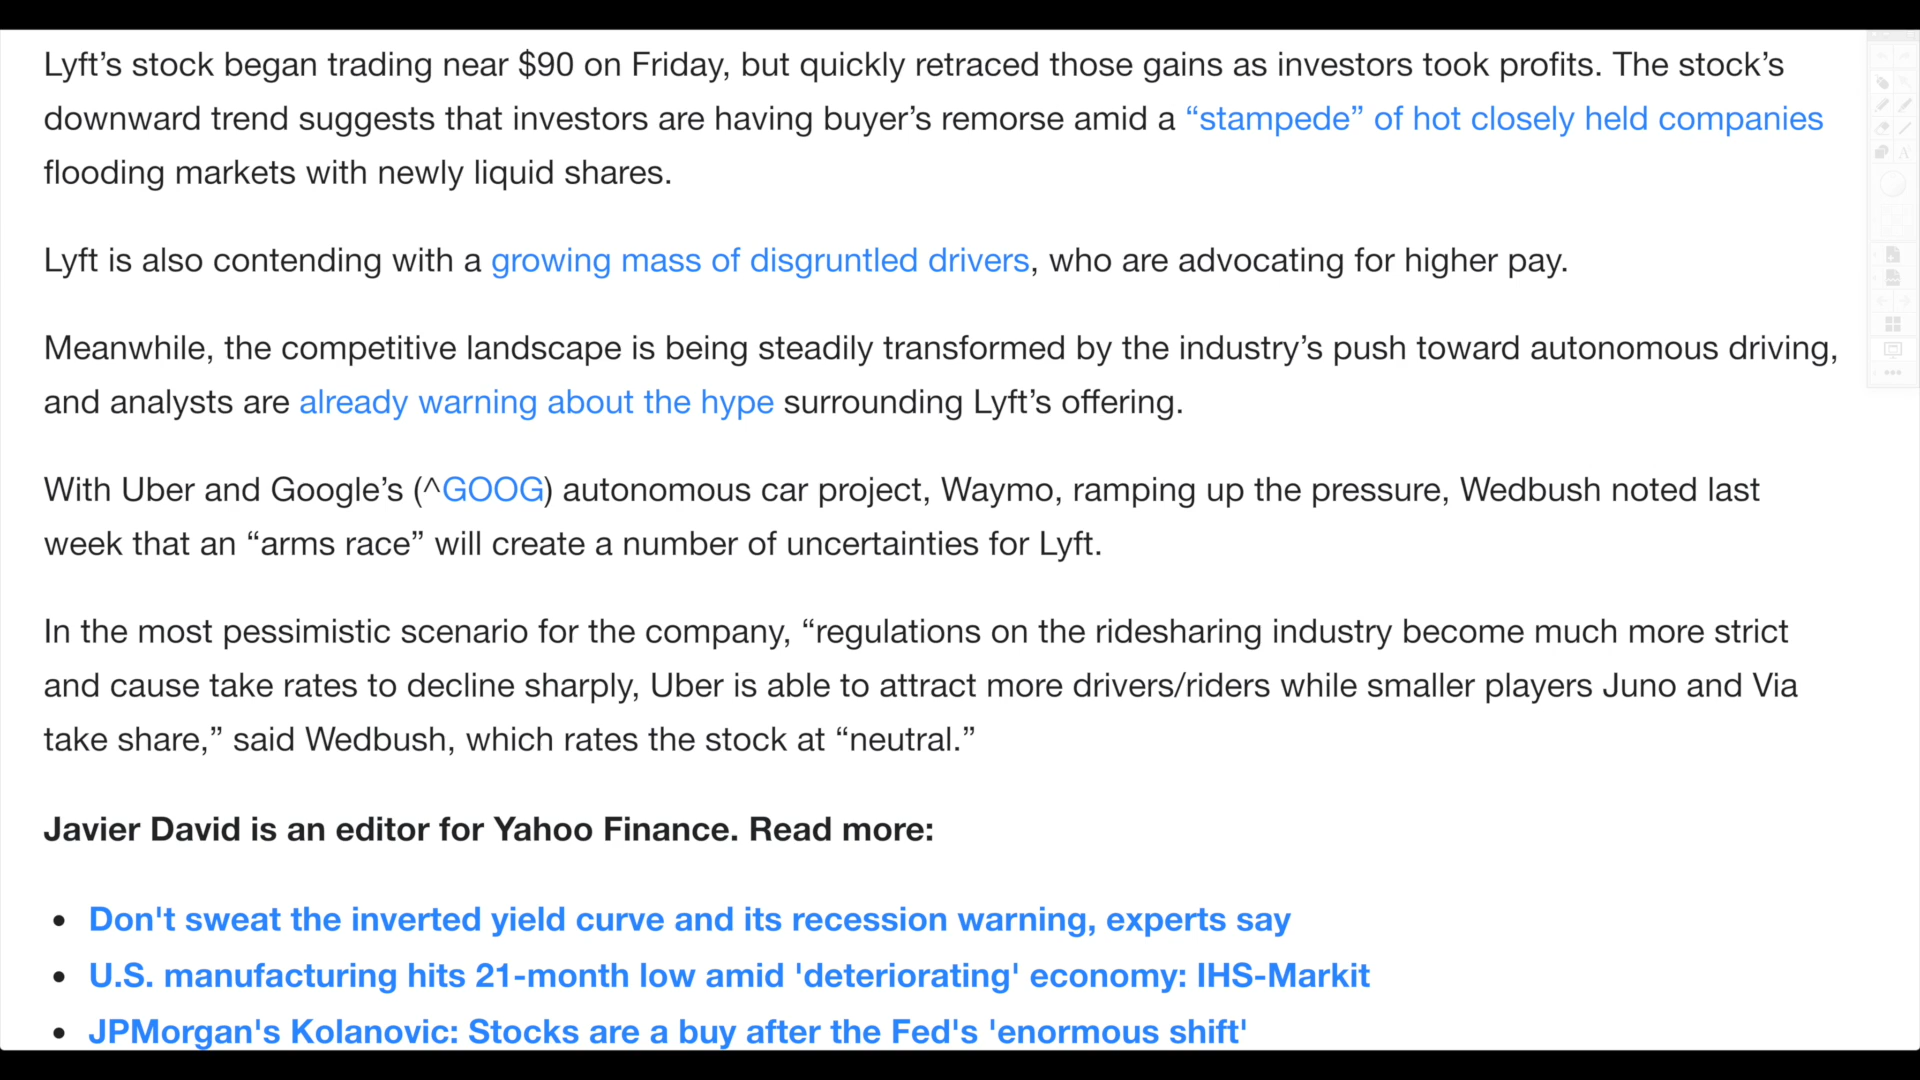 Lyft’s stock began trading near $90 on Friday, but quickly retraced those gains as investors took profits. The stock’s
downward trend suggests that investors are having buyer’s remorse amid a “stampede” of hot closely held companies
flooding markets with newly liquid shares.
Lyft is also contending with a growing mass of disgruntled drivers, who are advocating for higher pay.
Meanwhile, the competitive landscape is being steadily transformed by the industry’s push toward autonomous driving,
and analysts are already warning about the hype surrounding Lyft’s offering.
With Uber and Google’s (^GOOG) autonomous car project, Waymo, ramping up the pressure, Wedbush noted last
week that an “arms race” will create a number of uncertainties for Lyft.
In the most pessimistic scenario for the company, “regulations on the ridesharing industry become much more strict
and cause take rates to decline sharply, Uber is able to attract more drivers/riders while smaller players Juno and Via
take share,” said Wedbush, which rates the stock at “neutral.”
Javier David is an editor for Yahoo Finance. Read more:
• Don't sweat the inverted yield curve and its recession warning, experts say
• U.S. manufacturing hits 21-month low amid 'deteriorating' economy: IHS-Markit
• JPMorgan's Kolanovic: Stocks are a buy after the Fed's 'enormous shift'